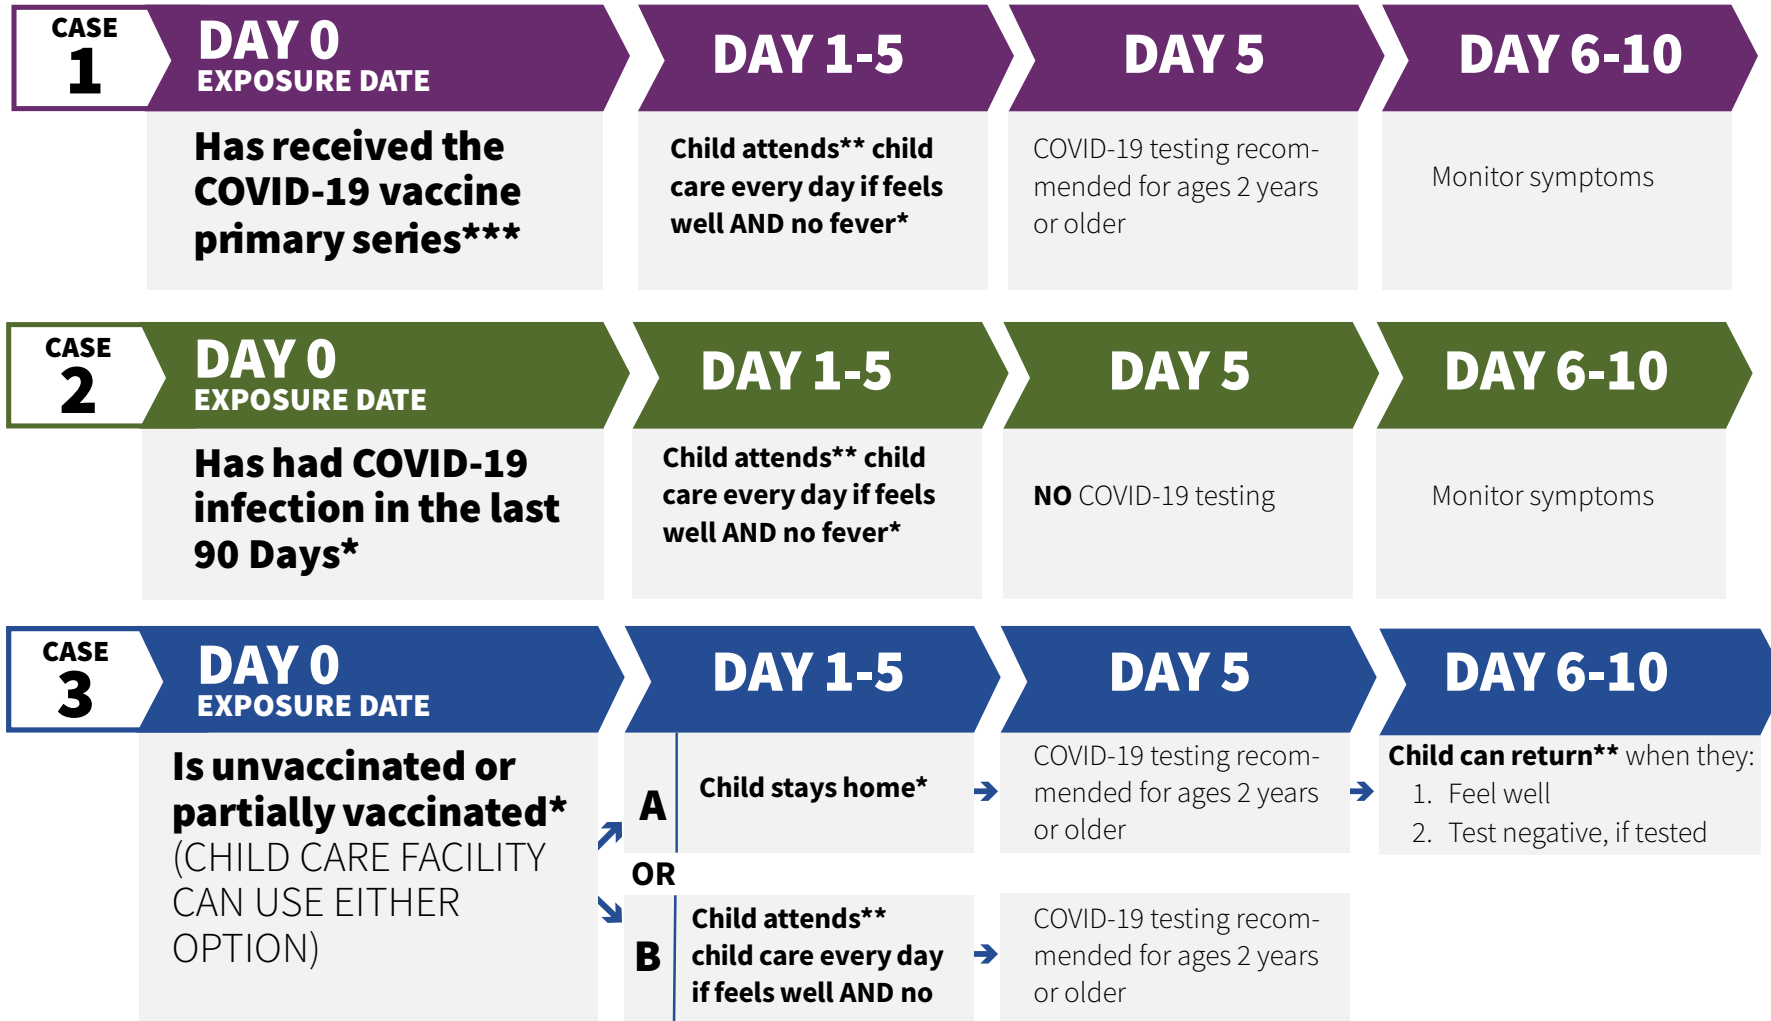 CASE
1
DAY 0
EXPOSURE DATE
DAY 1-5
DAY 5
DAY 6-10
Has received the
COVID-19 vaccine
primary series***
Child attends** child
care every day if feels
well AND no fever*
COVID-19 testing recom-
mended for ages 2 years
or older
Monitor symptoms
CASE
2
DAY 0
EXPOSURE DATE
DAY 1-5
DAY 5
DAY 6-10
Has had COVID-19
infection in the last
90 Days*
Child attends** child
care every day if feels
well AND no fever*
NO COVID-19 testing
Monitor symptoms
CASE
3
DAY 0
EXPOSURE DATE
DAY 1-5
DAY 5
DAY 6-10
Is unvaccinated or
partially vaccinated*
(CHILD CARE FACILITY
CAN USE EITHER
OPTION)
A
Child stays home*
COVID-19 testing recom-
mended for ages 2 years
or older
Child can return** when they:
1. Feel well
2. Test negative, if tested
OR
B
Child attends**
child care every day
if feels well AND no
COVID-19 testing recom-
mended for ages 2 years
or older